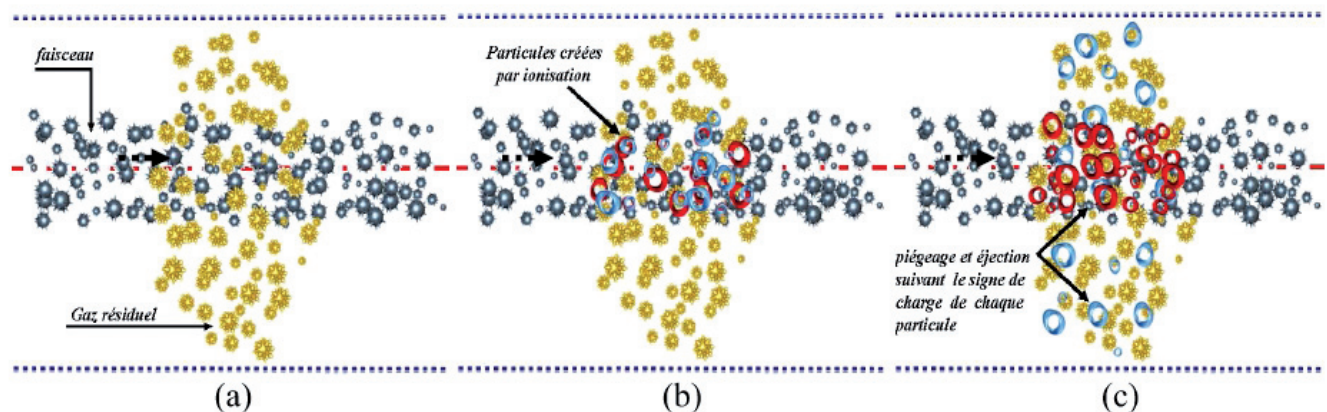 faisceau
Gaz résiduel
(a)
Particules créées
par ionisation
(b)
piégeage et éjection
suivant le signe de
charge de chaque
particule
(c)